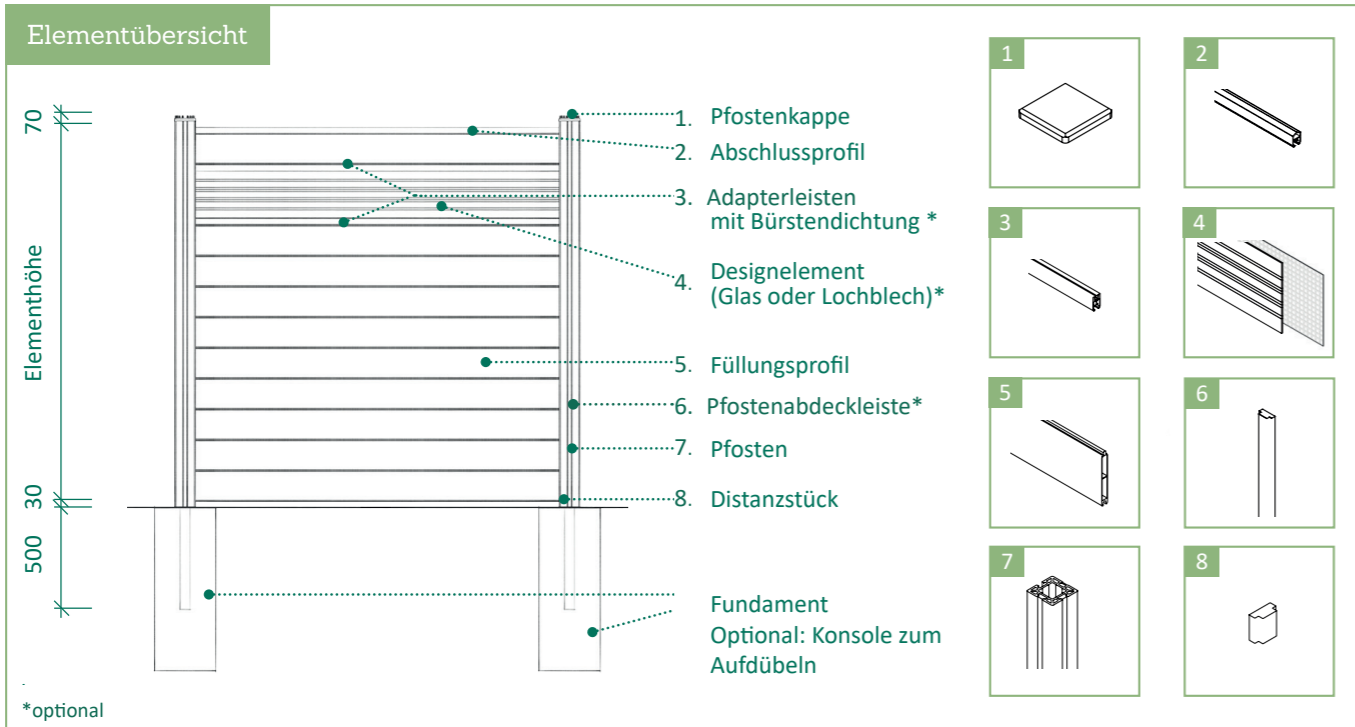 Elementübersicht
70
Elementhöhe
30
500
1. Pfostenkappe
2. Abschlussprofil
3. Adapterleisten
mit Bürstendichtung *
4. Designelement
(Glas oder Lochblech)*
5. Füllungsprofil
6. Pfostenabdeckleiste*
7. Pfosten
8. Distanzstück
Fundament
Optional: Konsole zum
Aufdübeln
*optional
1
2
3
4
5
6
7
8